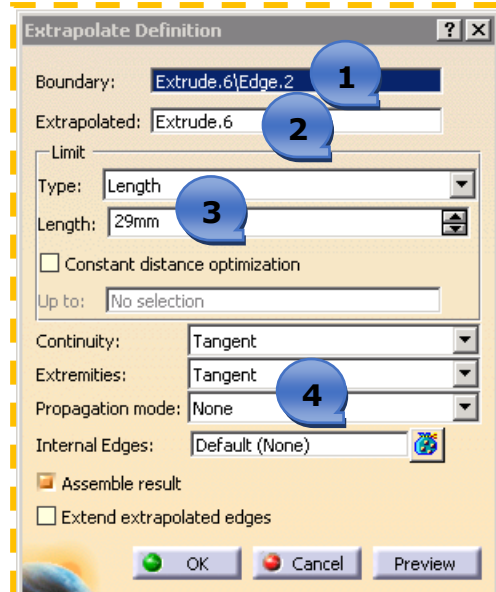 Extrapolate Definition ? X
Boundary: Extrude.6\Edge.2 1
Extrapolated: Extrude.6 2
Limit
Type: Length
Length: 29mm 3
Constant distance optimization
Up to: No selection
Continuity: Tangent
Extremities: Tangent
Propagation mode: None 4
Internal Edges: Default (None)
Assemble result
Extend extrapolated edges
OK Cancel Preview